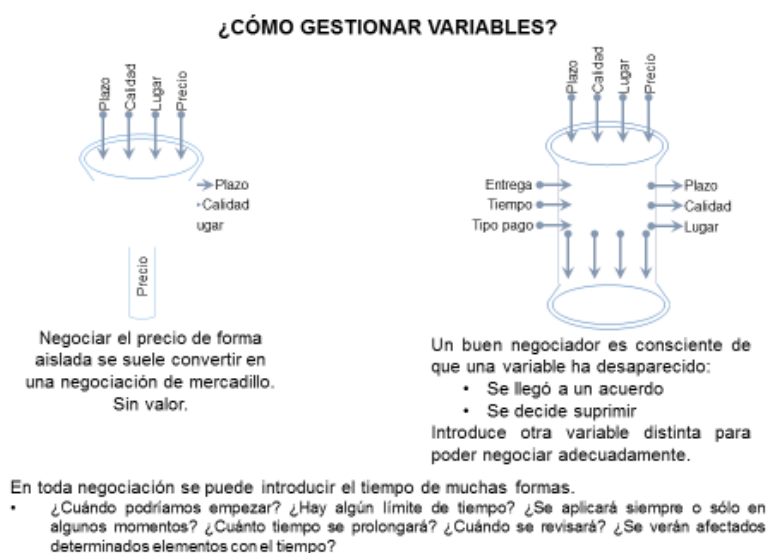 ¿CÓMO GESTIONAR VARIABLES?
Plazo
Calidad
Lugar
Precio
Plazo
Calidad
ugar
Precio
Negociar el precio de forma
aislada se suele convertir en
una negociación de mercadillo.
Sin valor.
Plazo
Calidad
Lugar
Precio
Entrega
Tiempo
Tipo pago
Plazo
Calidad
Lugar
Un buen negociador es consciente de
que una variable ha desaparecido:
• Se llegó a un acuerdo
• Se decide suprimir
Introduce otra variable distinta para
poder negociar adecuadamente.
En toda negociación se puede introducir el tiempo de muchas formas.
• ¿Cuándo podríamos empezar? ¿Hay algún límite de tiempo? ¿Se aplicará siempre o sólo en
algunos momentos? ¿Cuánto tiempo se prolongará? ¿Cuándo se revisará? ¿Se verán afectados
determinados elementos con el tiempo?